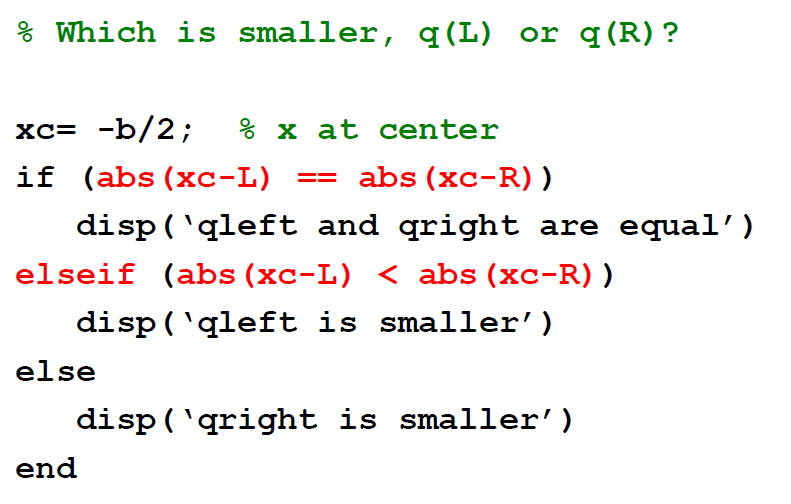 % Which is smaller, q(L) or q(R)?
xc= -b/2;  % x at center
if (abs(xc-L) == abs(xc-R))
   disp(‘qleft and qright are equal’)
elseif (abs(xc-L) < abs(xc-R))
   disp(‘qleft is smaller’)
else
   disp(‘qright is smaller’)
end